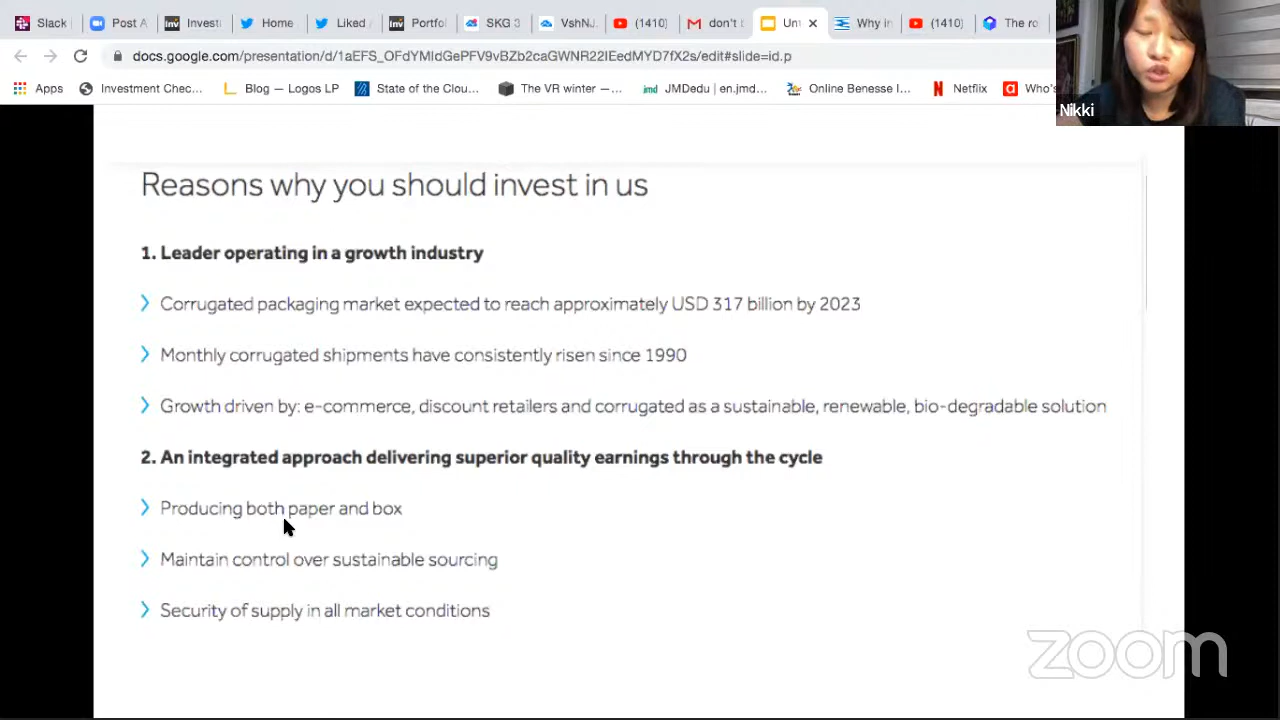 Slack
Post A
Investi
Home
Liked
Portfol
SKG 3
VshNJ.
(1410)
don't
Un
Why in
(1410)
The ro
docs.google.com/presentation/d/1aEFS_OFdYMIdGePFV9vBZb2caGWNR22IEedMYD7fX2s/edit#slide=id.p
Apps
Investment Chec...
Blog — Logos LP
State of the Clou...
The VR winter —...
JMDedu | en.jmd...
Online Benesse I...
Netflix
Who's
Nikki
Reasons why you should invest in us
1. Leader operating in a growth industry
Corrugated packaging market expected to reach approximately USD 317 billion by 2023
Monthly corrugated shipments have consistently risen since 1990
Growth driven by: e-commerce, discount retailers and corrugated as a sustainable, renewable, bio-degradable solution
2. An integrated approach delivering superior quality earnings through the cycle
Producing both paper and box
Maintain control over sustainable sourcing
Security of supply in all market conditions
zoom